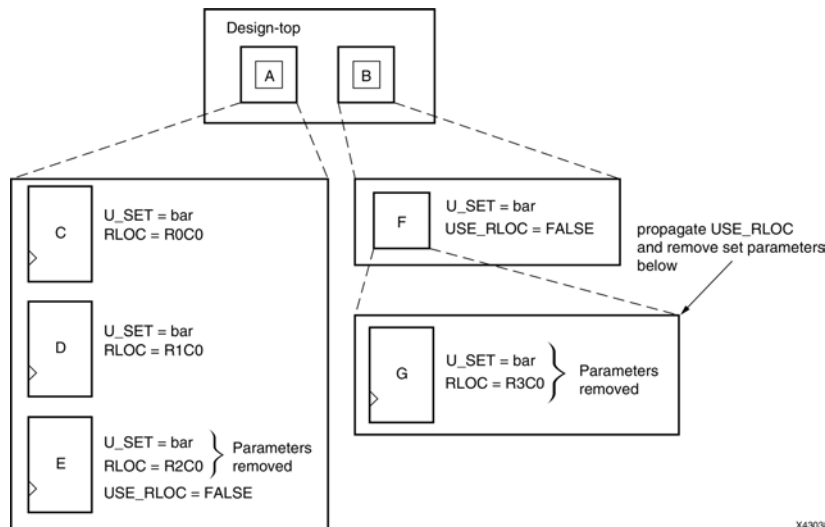 Design-top
A
B
C
U_SET = bar
RLOC = R0C0
D
U_SET = bar
RLOC = R1C0
E
U_SET = bar
RLOC = R2C0
Parameters
removed
USE_RLOC = FALSE
F
U_SET = bar
USE_RLOC = FALSE
propagate USE_RLOC
and remove set parameters
below
G
U_SET = bar
RLOC = R3C0
Parameters
removed